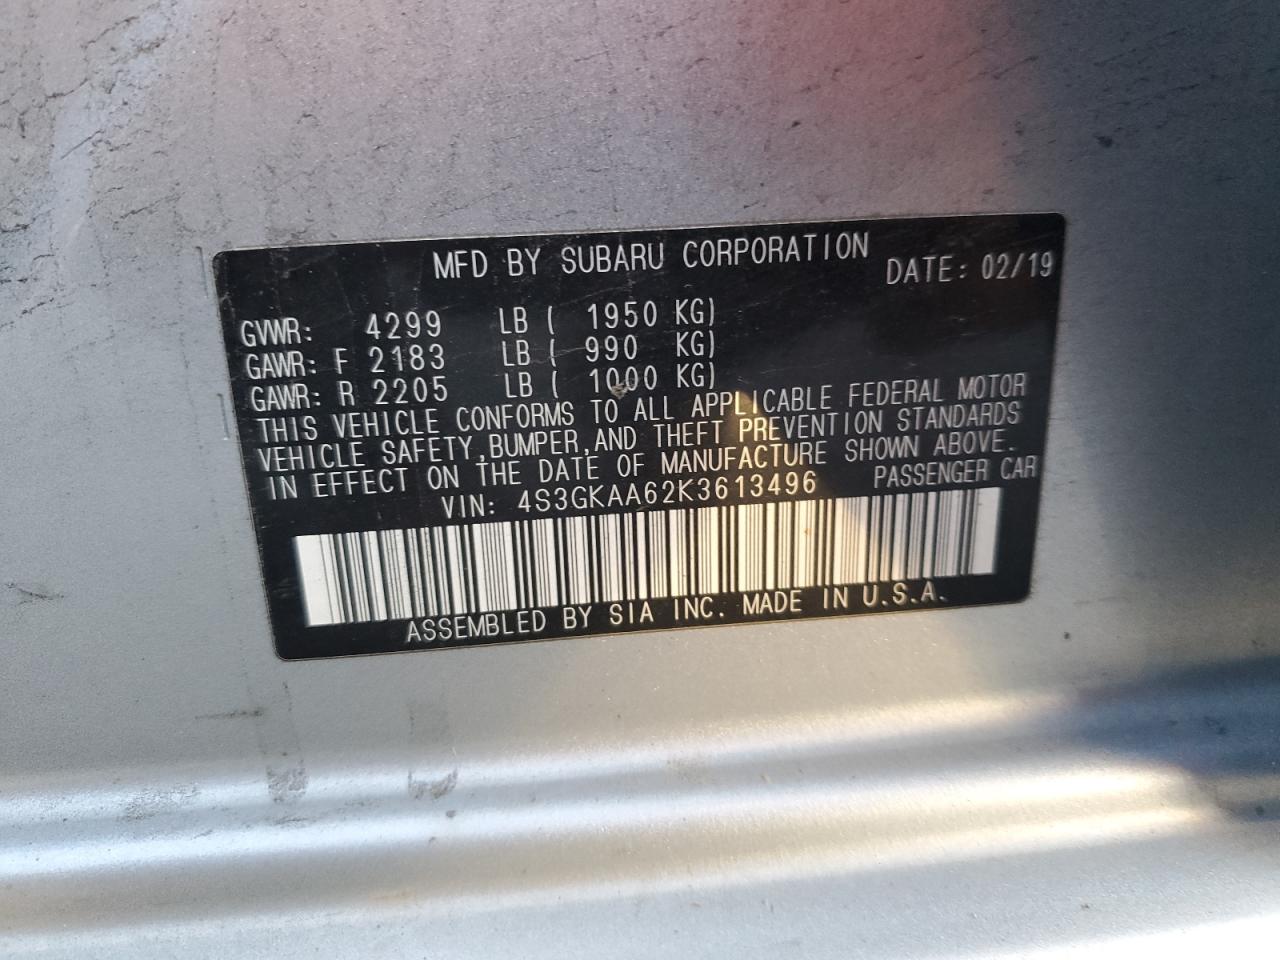 MFD BY SUBARU CORPORATION DATE: 02/19
GVWR: 4299 LB ( 1950 KG)
GAWR: F 2183 LB ( 990 KG)
GAWR: R 2205 LB ( 1000 KG)
THIS VEHICLE CONFORMS TO ALL APPLICABLE FEDERAL MOTOR
VEHICLE SAFETY,BUMPER,AND THEFT PREVENTION STANDARDS
IN EFFECT ON THE DATE OF MANUFACTURE SHOWN ABOVE.
VIN: 4S3GKAA62K3613496 PASSENGER CAR
ASSEMBLED BY SIA INC. MADE IN U.S.A.